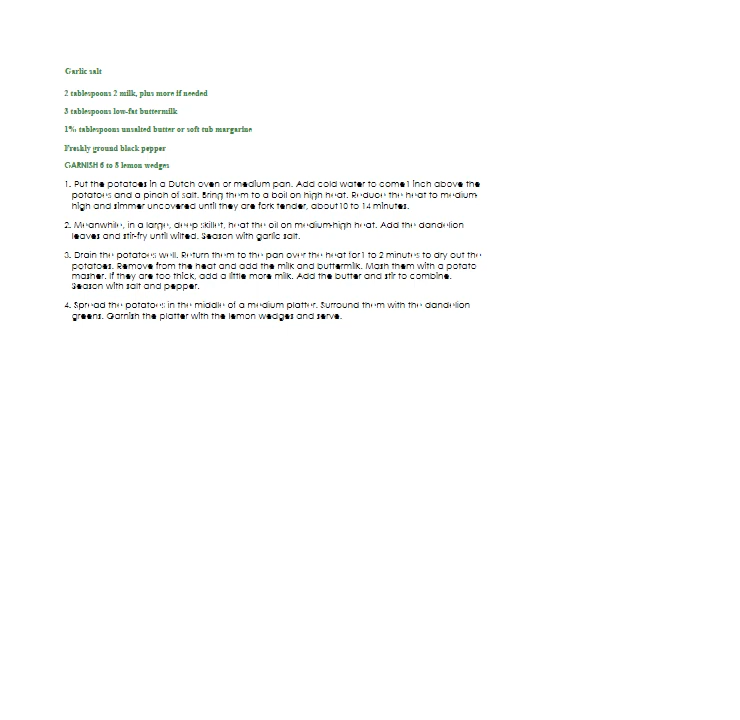 Garlic salt
2 tablespoons 2 milk, plus more if needed
3 tablespoons low-fat buttermilk
1% tablespoons unsalted butter or soft tub margarine
Freshly ground black pepper
GARNISH 6 to 8 lemon wedges
1. Put the potatoes in a Dutch oven or medium pan. Add cold water to come 1 inch above the
potatoes and a pinch of salt. Bring them to a boil on high heat. Reduce the heat to medium-
high and simmer uncovered until they are fork tender, about 10 to 14 minutes.
2. Meanwhile, in a large, deep skillet, heat the oil on medium-high heat. Add the dandelion
leaves and stir-fry until wilted. Season with garlic salt.
3. Drain the potatoes well. Return them to the pan over the heat for 1 to 2 minutes to dry out the
potatoes. Remove from the heat and add the milk and buttermilk. Mash them with a potato
masher. If they are too thick, add a little more milk. Add the butter and stir to combine.
Season with salt and pepper.
4. Spread the potatoes in the middle of a medium platter. Surround them with the dandelion
greens. Garnish the platter with the lemon wedges and serve.